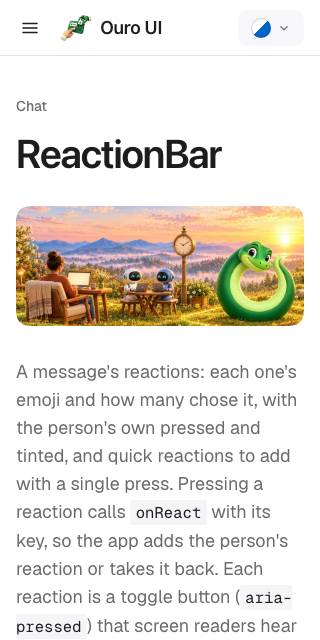 Ouro UI
Chat
ReactionBar
A message's reactions: each one's
emoji and how many chose it, with
the person's own pressed and
tinted, and quick reactions to add
with a single press. Pressing a
reaction calls onReact with its
key, so the app adds the person's
reaction or takes it back. Each
reaction is a toggle button ( aria-
pressed ) that screen readers hear